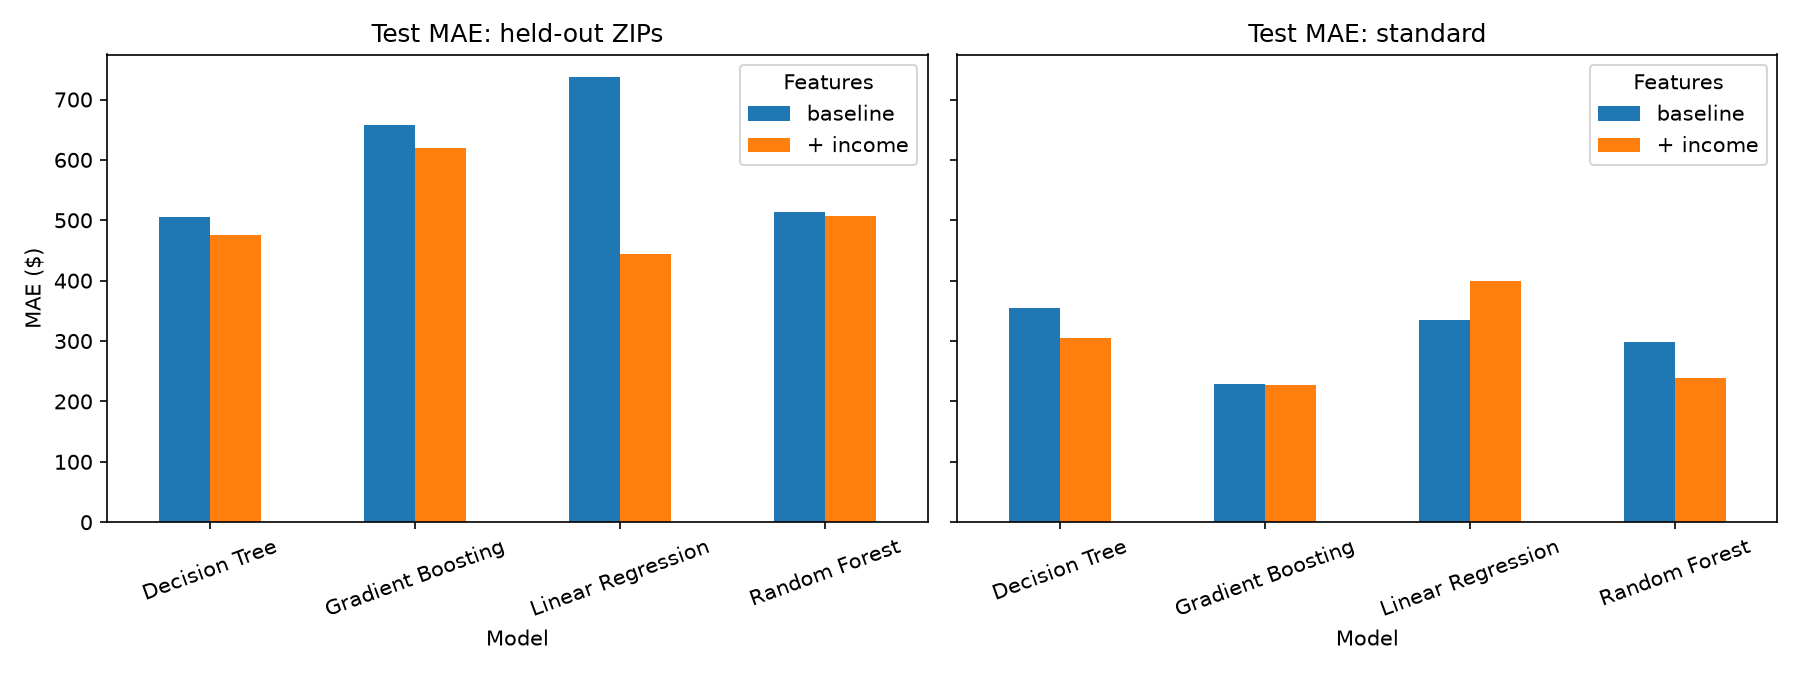 Test MAE: held-out ZIPs
MAE ($)
700
600
500
400
300
200
100
0
Features
baseline
+ income
Decision Tree
Gradient Boosting
Linear Regression
Random Forest
Model
Test MAE: standard
Features
baseline
+ income
Decision Tree
Gradient Boosting
Linear Regression
Random Forest
Model